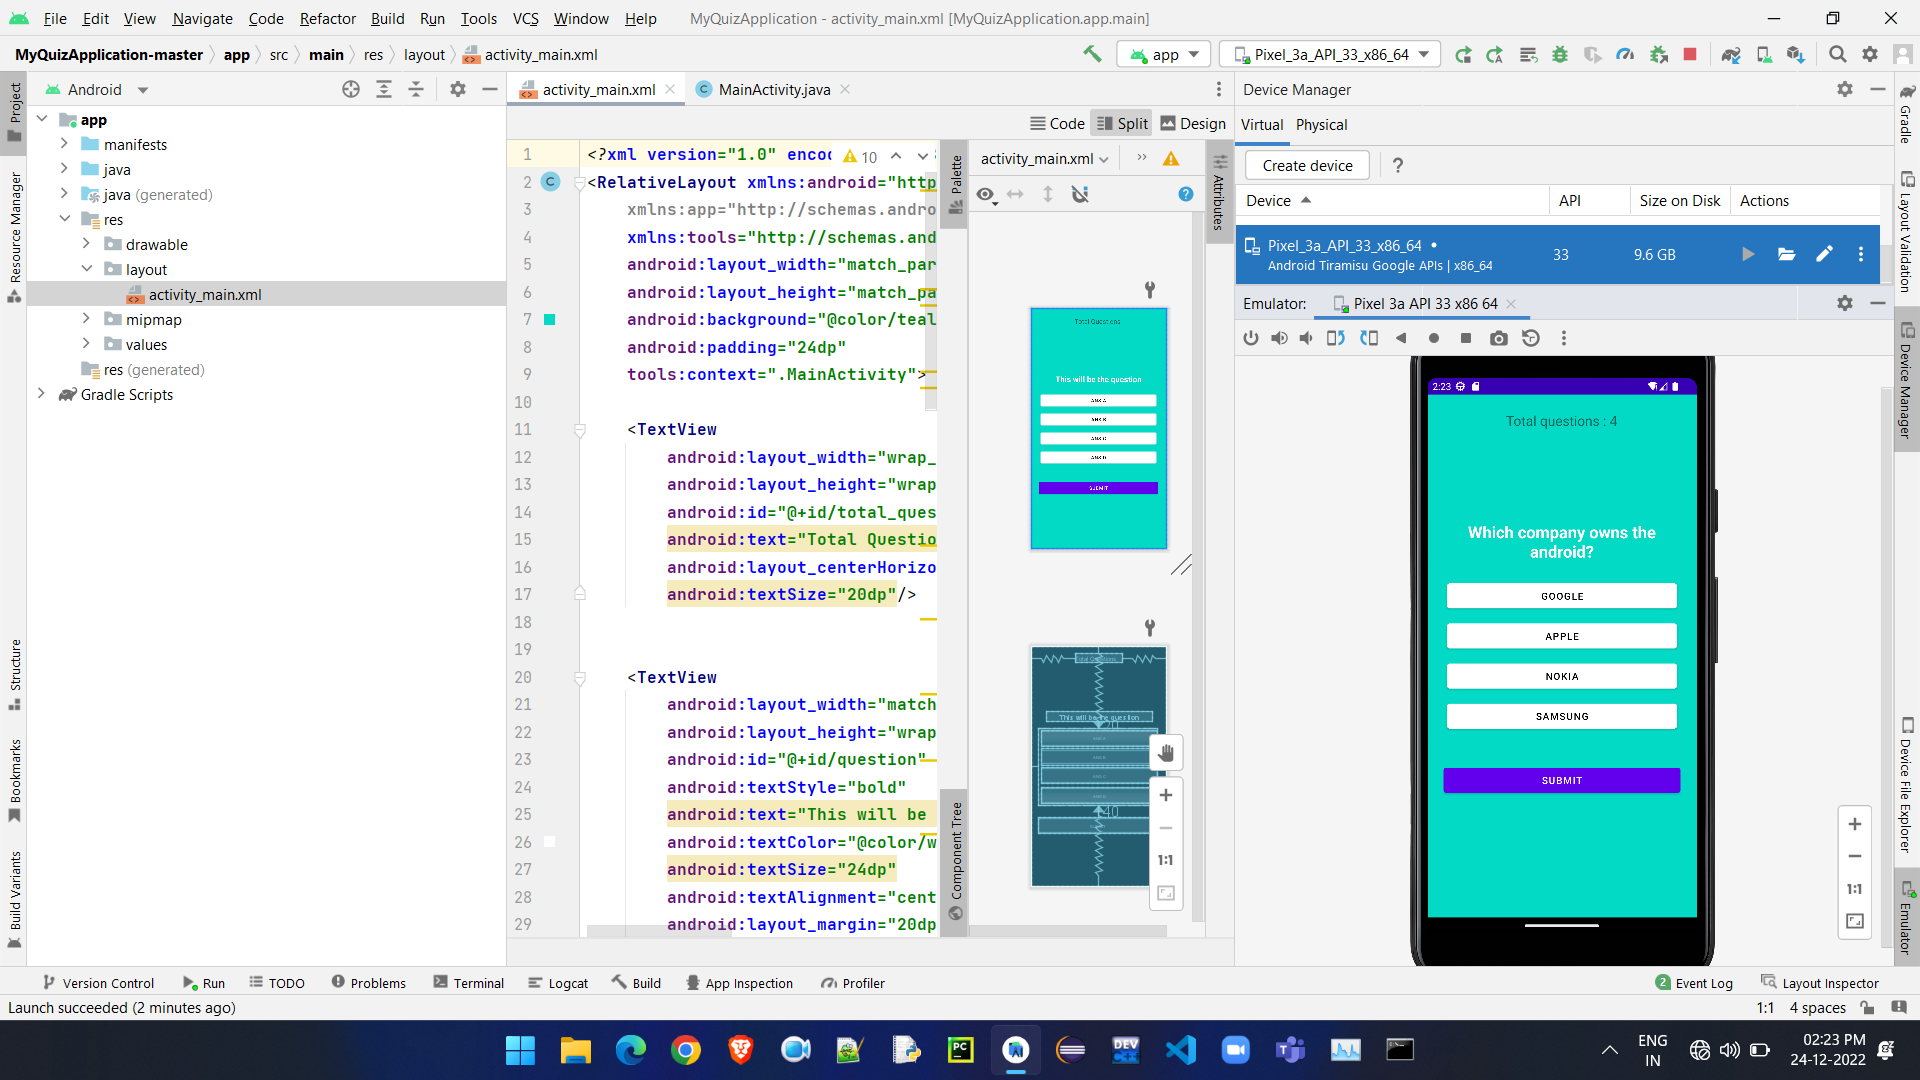 File Edit View Navigate Code Refactor Build Run Tools VCS Window Help MyQuizApplication - activity_main.xml [MyQuizApplication.app.main]
MyQuizApplication-master app src main res layout activity_main.xml app Pixel_3a_API_33_x86_64
Project
Resource Manager
Structure
Bookmarks
Build Variants
Android
app
manifests
java
java (generated)
res
drawable
layout
activity_main.xml
mipmap
values
res (generated)
Gradle Scripts
activity_main.xml MainActivity.java
Code Split Design
1 <?xml version="1.0" enco 10
2 <RelativeLayout xmlns:android="http
3 xmlns:app="http://schemas.andro
4 xmlns:tools="http://schemas.and
5 android:layout_width="match_par
6 android:layout_height="match_pa
7 android:background="@color/teal
8 android:padding="24dp"
9 tools:context=".MainActivity">
10
11 <TextView
12 android:layout_width="wrap_
13 android:layout_height="wrap
14 android:id="@+id/total_ques
15 android:text="Total Questio
16 android:layout_centerHorizo
17 android:textSize="20dp"/>
18
19
20 <TextView
21 android:layout_width="match
22 android:layout_height="wrap
23 android:id="@+id/question"
24 android:textStyle="bold"
25 android:text="This will be
26 android:textColor="@color/w
27 android:textSize="24dp"
28 android:textAlignment="cent
29 android:layout_margin="20dp
Palette
Component Tree
activity_main.xml
Attributes
Total Questions
This will be the question
ANS A
ANS B
ANS C
ANS D
SUBMIT
Total Questions
This will be the question
20
40
1:1
Device Manager
Virtual Physical
Create device ?
Device API Size on Disk Actions
Pixel_3a_API_33_x86_64 33 9.6 GB
Android Tiramisu Google APIs | x86_64
Emulator: Pixel 3a API 33 x86 64
2:23
Total questions : 4
Which company owns the
android?
GOOGLE
APPLE
NOKIA
SAMSUNG
SUBMIT
1:1
Gradle
Layout Validation
Device Manager
Device File Explorer
Emulator
Version Control Run TODO Problems Terminal Logcat Build App Inspection Profiler 2 Event Log Layout Inspector
Launch succeeded (2 minutes ago) 1:1 4 spaces
PC
DEV
ENG
IN
02:23 PM
24-12-2022